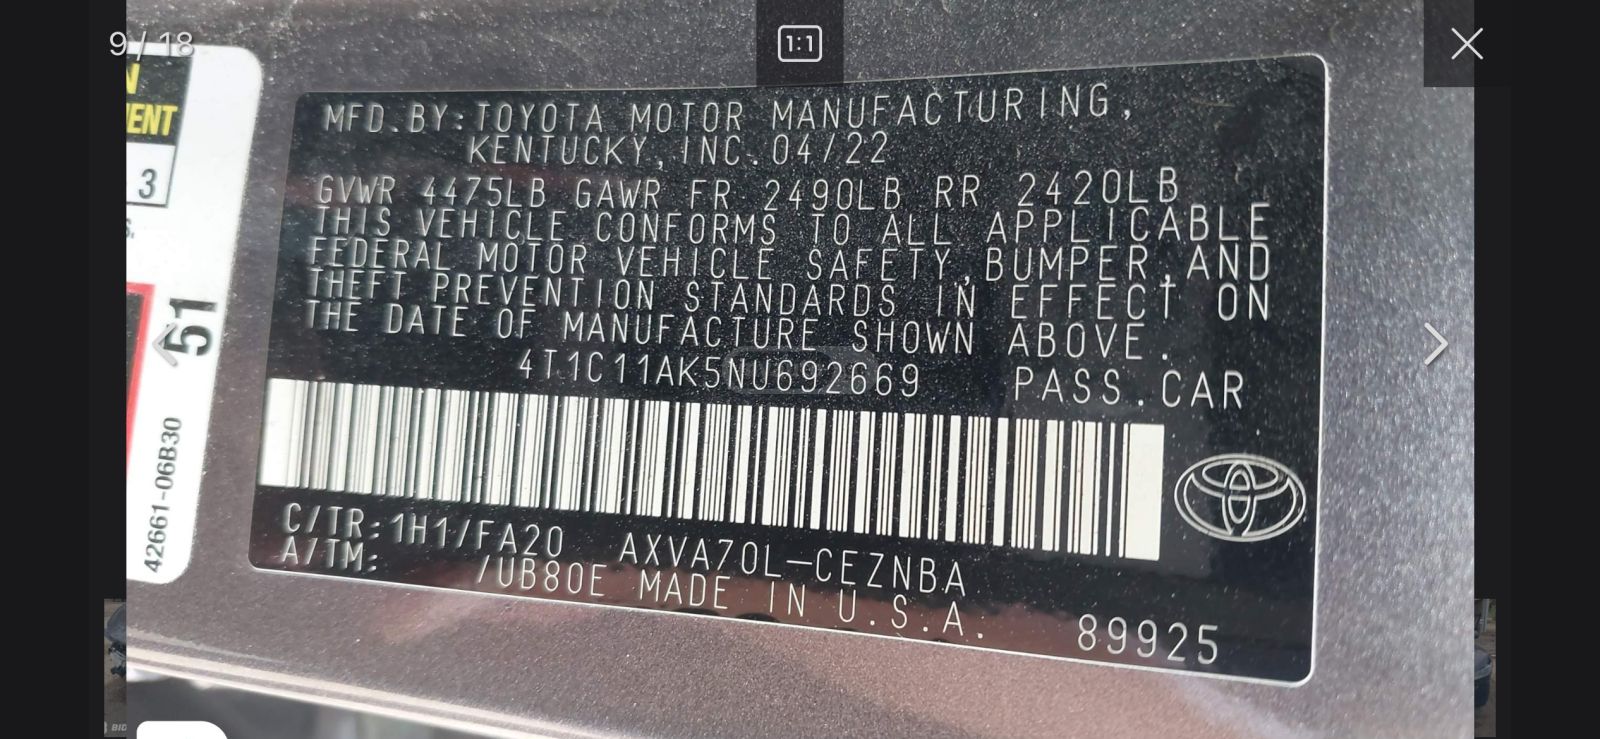 9 / 18
1:1
N
ENT
3
S.
51
42661-06B30
MFD.BY:TOYOTA MOTOR MANUFACTURING,
KENTUCKY,INC.04/22
GVWR 4475LB GAWR FR 2490LB RR 2420LB
THIS VEHICLE CONFORMS TO ALL APPLICABLE
FEDERAL MOTOR VEHICLE SAFETY,BUMPER,AND
THEFT PREVENTION STANDARDS IN EFFECT ON
THE DATE OF MANUFACTURE SHOWN ABOVE.
4T1C11AK5NU692669 PASS.CAR
C/TR:1H1/FA20 AXVA70L-CEZNBA
A/TM: /UB80E MADE IN U.S.A.
89925
BID